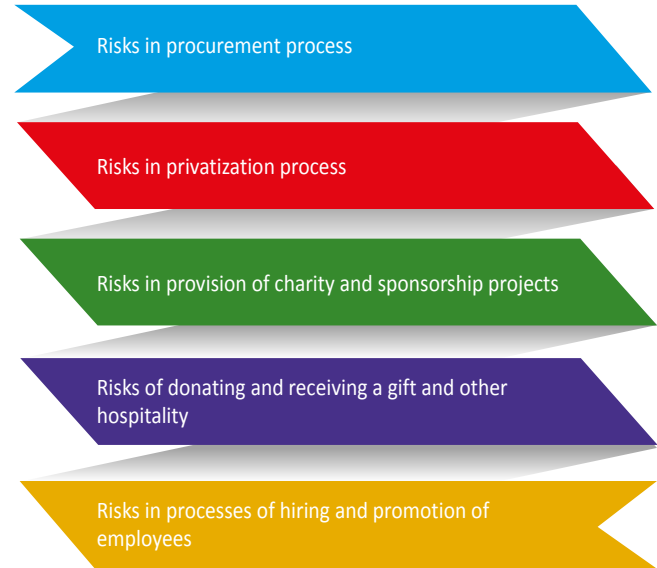 Risks in procurement process
Risks in privatization process
Risks in provision of charity and sponsorship projects
Risks of donating and receiving a gift and other
hospitality
Risks in processes of hiring and promotion of
employees